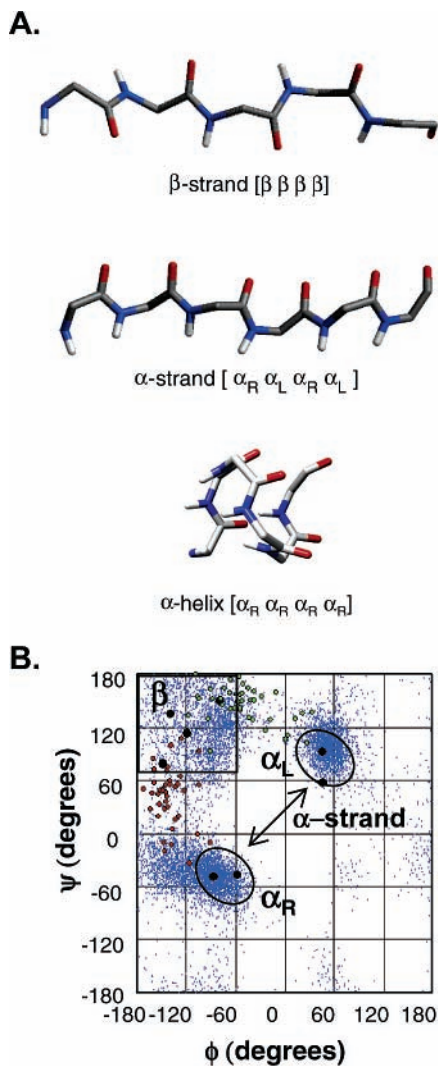 A.
β-strand [β β β β]
α-strand [ αR αL αR αL ]
α-helix [αR αR αR αR]
B.
180
120
60
0
-60
-120
-180
ψ (degrees)
β
αL
α–strand
αR
-180 -120 -60 0 60 120 180
ϕ (degrees)